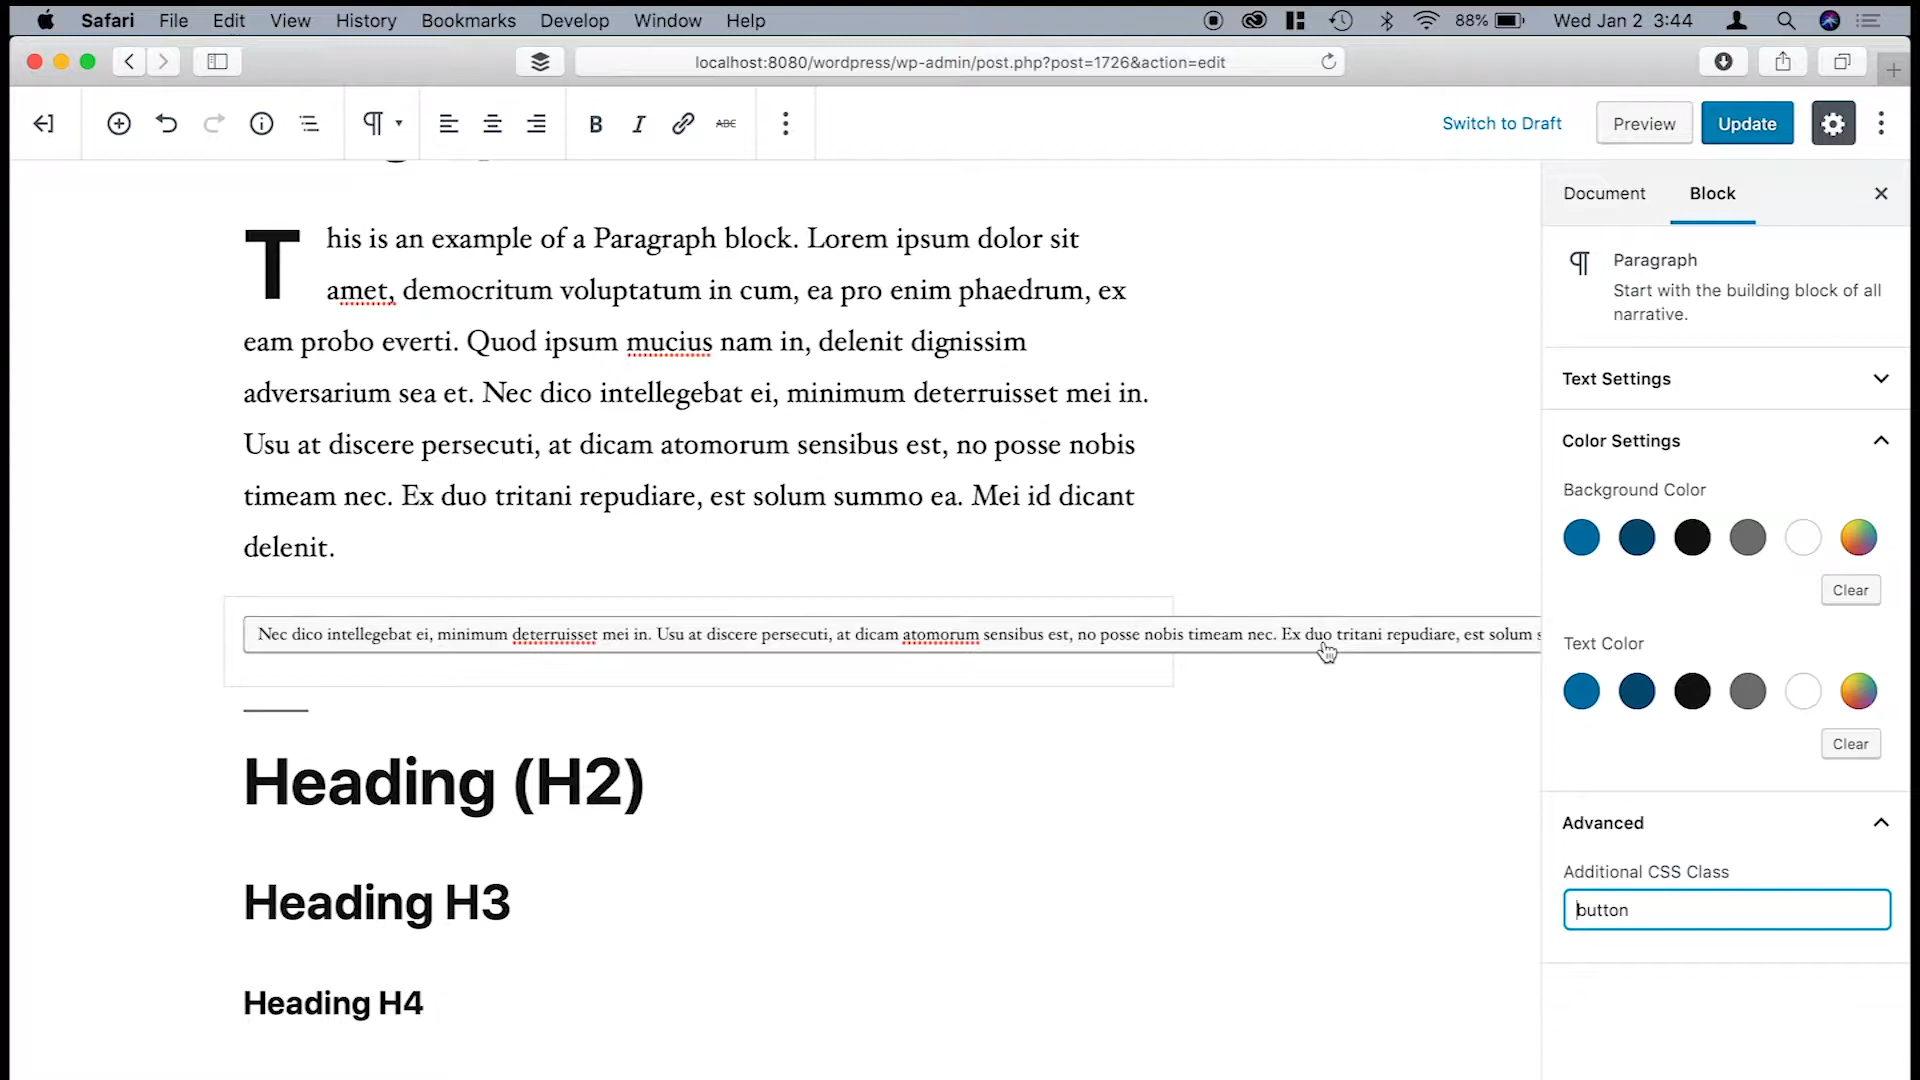 Safari File Edit View History Bookmarks Develop Window Help 88% Wed Jan 2 3:44
localhost:8080/wordpress/wp-admin/post.php?post=1726&action=edit
B I ABC Switch to Draft Preview Update
Document Block
This is an example of a Paragraph block. Lorem ipsum dolor sit
amet, democritum voluptatum in cum, ea pro enim phaedrum, ex
eam probo everti. Quod ipsum mucius nam in, delenit dignissim
adversarium sea et. Nec dico intellegebat ei, minimum deterruisset mei in.
Usu at discere persecuti, at dicam atomorum sensibus est, no posse nobis
timeam nec. Ex duo tritani repudiare, est solum summo ea. Mei id dicant
delenit.
Nec dico intellegebat ei, minimum deterruisset mei in. Usu at discere persecuti, at dicam atomorum sensibus est, no posse nobis timeam nec. Ex duo tritani repudiare, est solum s
Heading (H2)
Heading H3
Heading H4
Paragraph
Start with the building block of all
narrative.
Text Settings
Color Settings
Background Color
Clear
Text Color
Clear
Advanced
Additional CSS Class
button